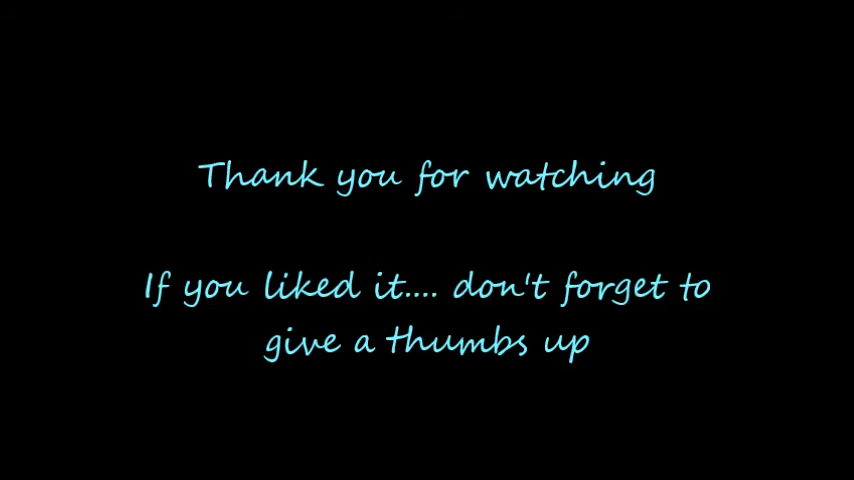 Thank you for watching
If you liked it.... don't forget to
give a thumbs up